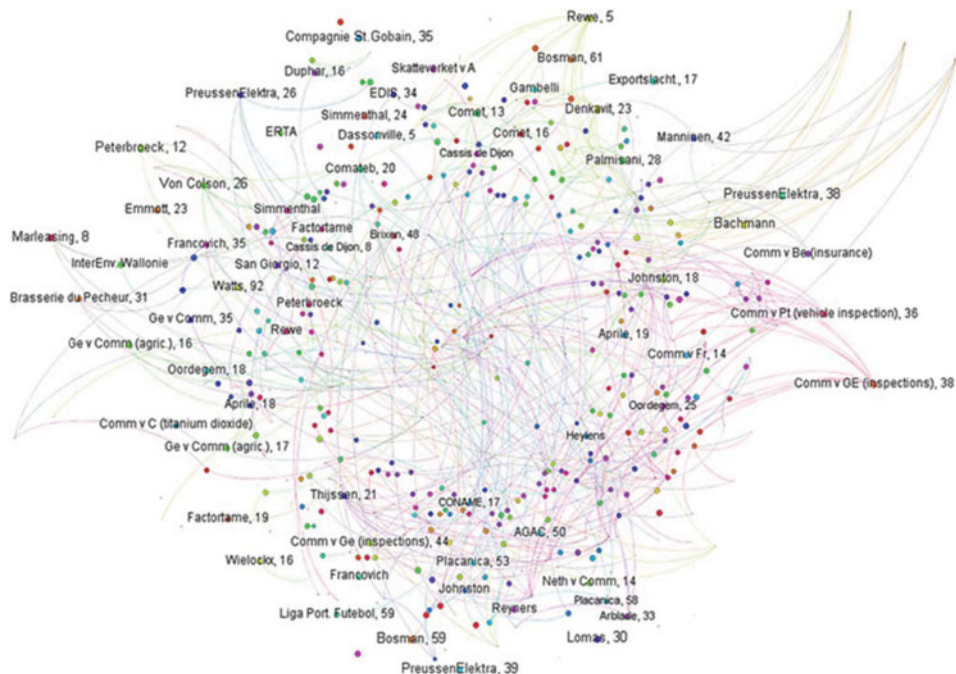 Rewe, 5
Compagnie St.Gobain, 35
Bosman, 61
Skatteverket v A
Duphar, 16
Exportslacht, 17
Gambelli
PreussenElektra, 26
EDIS, 34
Denkavit, 23
Comet, 13
Simmenthal, 24
ERTA
Dassonville, 5
Comet, 16
Manninen, 42
Peterbroeck, 12
Cassis de Dijon
Palmisani, 28
Comateb, 20
Von Colson, 26
PreussenElektra, 38
Emmott, 23
Simmenthal
Bachmann
Factortame
Marleasing, 8
Brixen, 48
Francovich, 35
Cassis de Dijon, 8
Comm v Be (insurance)
InterEnv. Wallonie
San Giorgio, 12
Johnston, 18
Watts, 92
Brasserie du Pecheur, 31
Peterbroeck
Comm v Pt (vehicle inspection), 36
Ge v Comm, 35
Rewe
Aprile, 19
Ge v Comm (agric.), 16
Comm v Fr, 14
Oordegem, 18
Comm v GE (inspections), 38
Aprile, 18
Oordegem, 25
Comm v C (titanium dioxide)
Heylens
Ge v Comm (agric.), 17
Thijssen, 21
CONAME, 17
Factortame, 19
AGAC, 50
Comm v Ge (inspections), 44
Wielockx, 16
Placanica, 53
Francovich
Neth v Comm, 14
Johnston
Placanica, 58
Reyners
Liga Port. Futebol, 59
Arblade, 33
Bosman, 59
Lomas, 30
PreussenElektra, 39